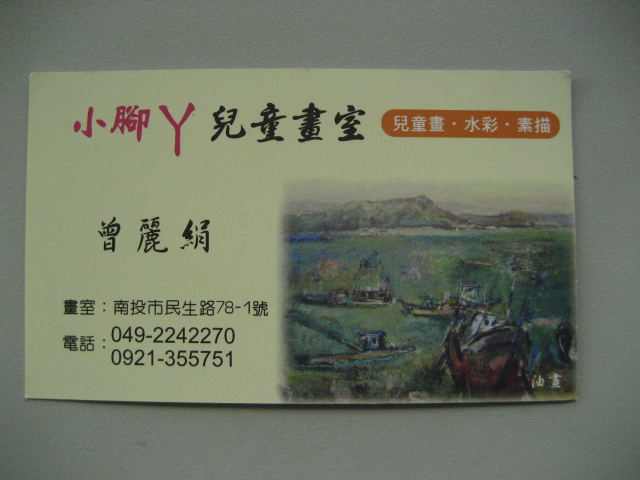 小腳丫 兒童畫室 兒童畫·水彩·素描
曾麗絹
畫室：南投市民生路78-1號
電話：049-2242270
0921-355751
油畫